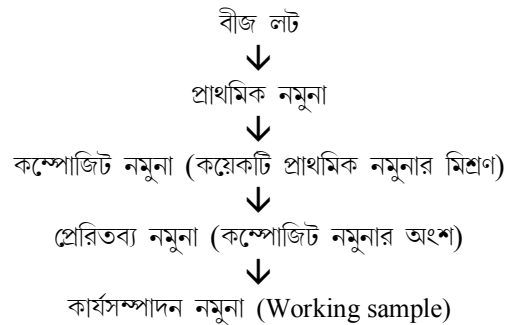 বীজ লট
প্রাথমিক নমুনা
কম্পোজিট নমুনা (কয়েকটি প্রাথমিক নমুনার মিশ্রণ)
প্রেরিতব্য নমুনা (কম্পোজিট নমুনার অংশ)
কার্যসম্পাদন নমুনা (Working sample)